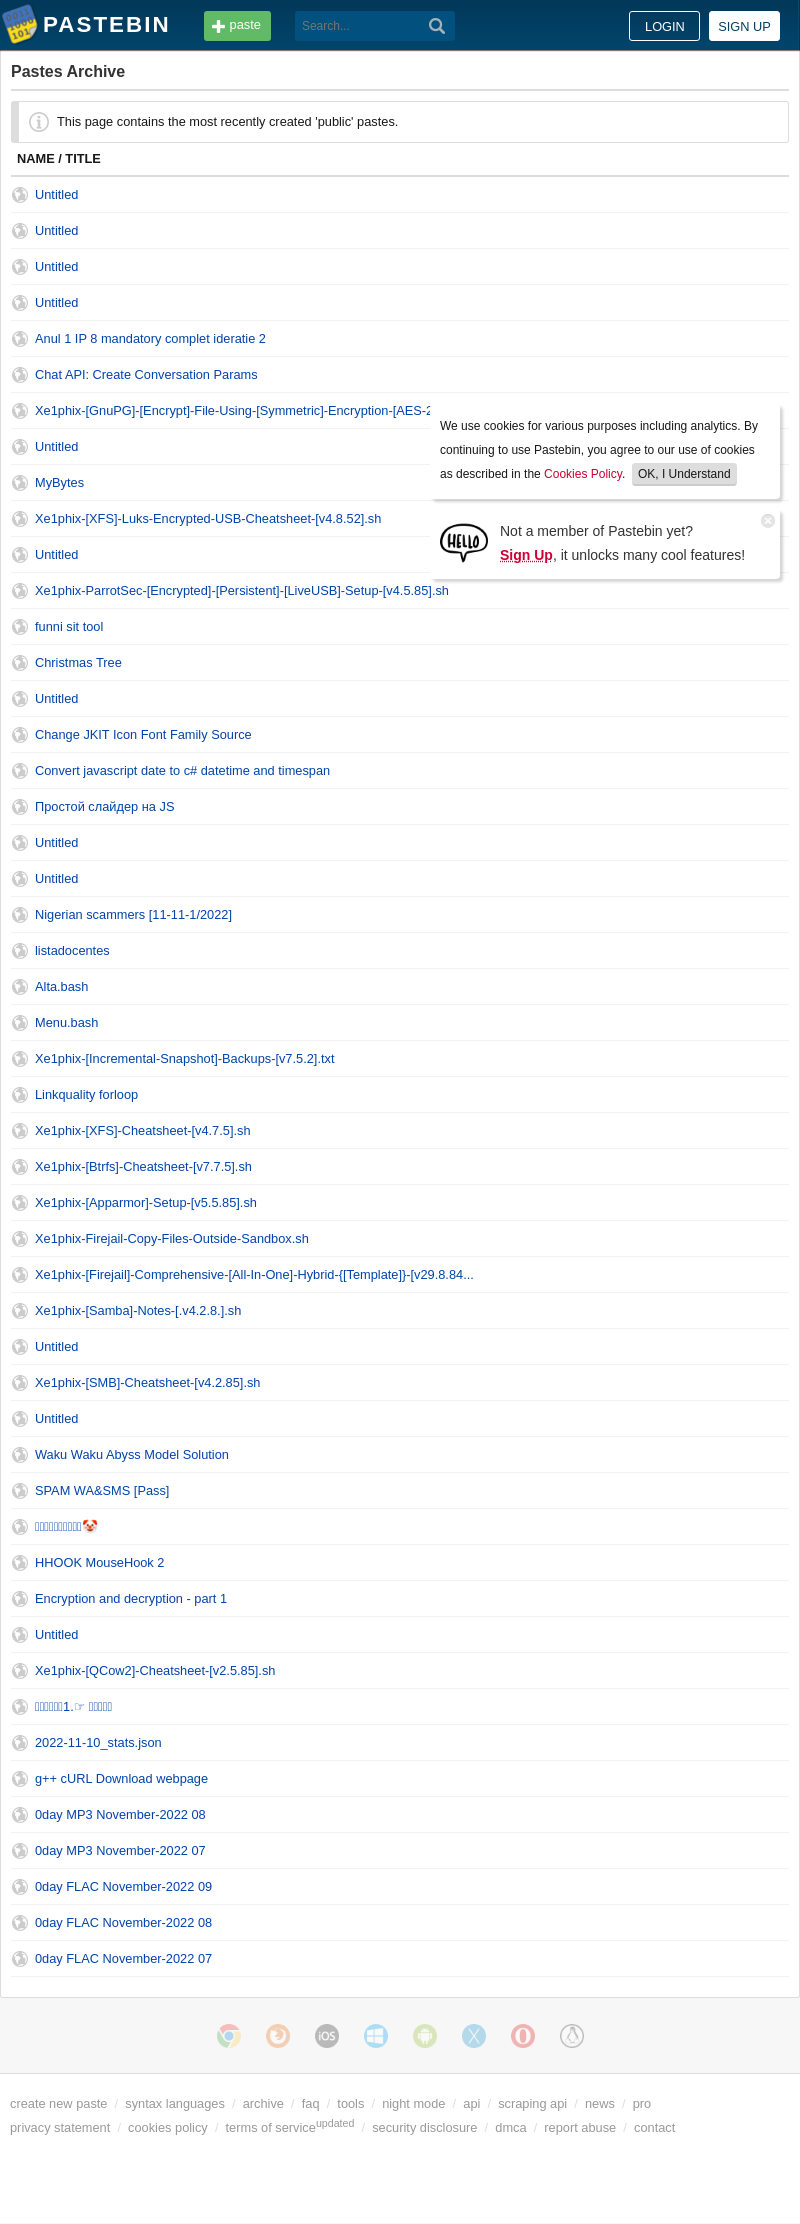 PASTEBIN
paste
Search...
LOGIN
SIGN UP
Pastes Archive
This page contains the most recently created 'public' pastes.
NAME / TITLE
Untitled
Untitled
Untitled
Untitled
Anul 1 IP 8 mandatory complet ideratie 2
Chat API: Create Conversation Params
Xe1phix-[GnuPG]-[Encrypt]-File-Using-[Symmetric]-Encryption-[AES-2
Untitled
MyBytes
Xe1phix-[XFS]-Luks-Encrypted-USB-Cheatsheet-[v4.8.52].sh
Untitled
Xe1phix-ParrotSec-[Encrypted]-[Persistent]-[LiveUSB]-Setup-[v4.5.85].sh
We use cookies for various purposes including analytics. By
continuing to use Pastebin, you agree to our use of cookies
as described in the Cookies Policy. OK, I Understand
HELLO
Not a member of Pastebin yet?
Sign Up, it unlocks many cool features!
funni sit tool
Christmas Tree
Untitled
Change JKIT Icon Font Family Source
Convert javascript date to c# datetime and timespan
Простой слайдер на JS
Untitled
Untitled
Nigerian scammers [11-11-1/2022]
listadocentes
Alta.bash
Menu.bash
Xe1phix-[Incremental-Snapshot]-Backups-[v7.5.2].txt
Linkquality forloop
Xe1phix-[XFS]-Cheatsheet-[v4.7.5].sh
Xe1phix-[Btrfs]-Cheatsheet-[v7.7.5].sh
Xe1phix-[Apparmor]-Setup-[v5.5.85].sh
Xe1phix-Firejail-Copy-Files-Outside-Sandbox.sh
Xe1phix-[Firejail]-Comprehensive-[All-In-One]-Hybrid-{[Template]}-[v29.8.84...
Xe1phix-[Samba]-Notes-[.v4.2.8.].sh
Untitled
Xe1phix-[SMB]-Cheatsheet-[v4.2.85].sh
Untitled
Waku Waku Abyss Model Solution
SPAM WA&SMS [Pass]
🤡
HHOOK MouseHook 2
Encryption and decryption - part 1
Untitled
Xe1phix-[QCow2]-Cheatsheet-[v2.5.85].sh
1.☞
2022-11-10_stats.json
g++ cURL Download webpage
0day MP3 November-2022 08
0day MP3 November-2022 07
0day FLAC November-2022 09
0day FLAC November-2022 08
0day FLAC November-2022 07
iOS
create new paste / syntax languages / archive / faq / tools / night mode / api / scraping api / news / pro
privacy statement / cookies policy / terms of serviceupdated / security disclosure / dmca / report abuse / contact